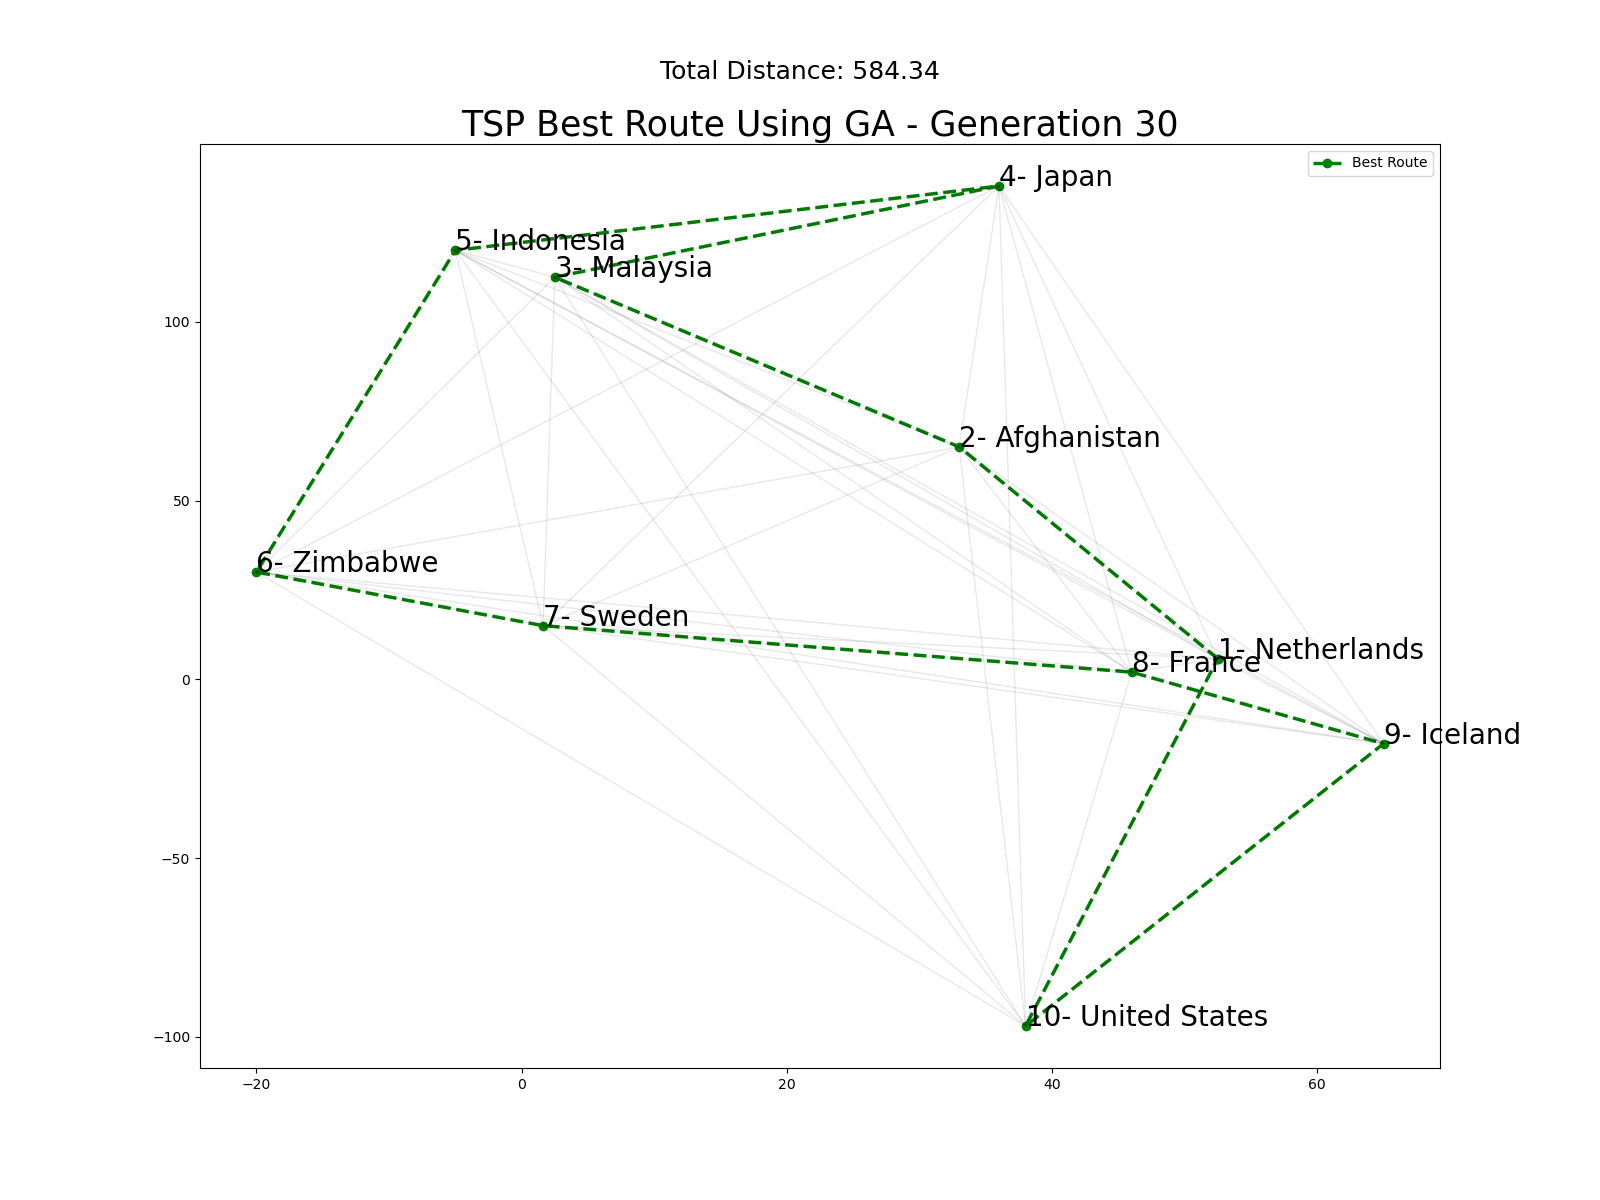 Total Distance: 584.34
TSP Best Route Using GA - Generation 30
Best Route
4- Japan
5- Indonesia
3- Malaysia
100
2- Afghanistan
50
6- Zimbabwe
7- Sweden
1- Netherlands
8- France
0
9- Iceland
−50
10- United States
−100
−20
0
20
40
60